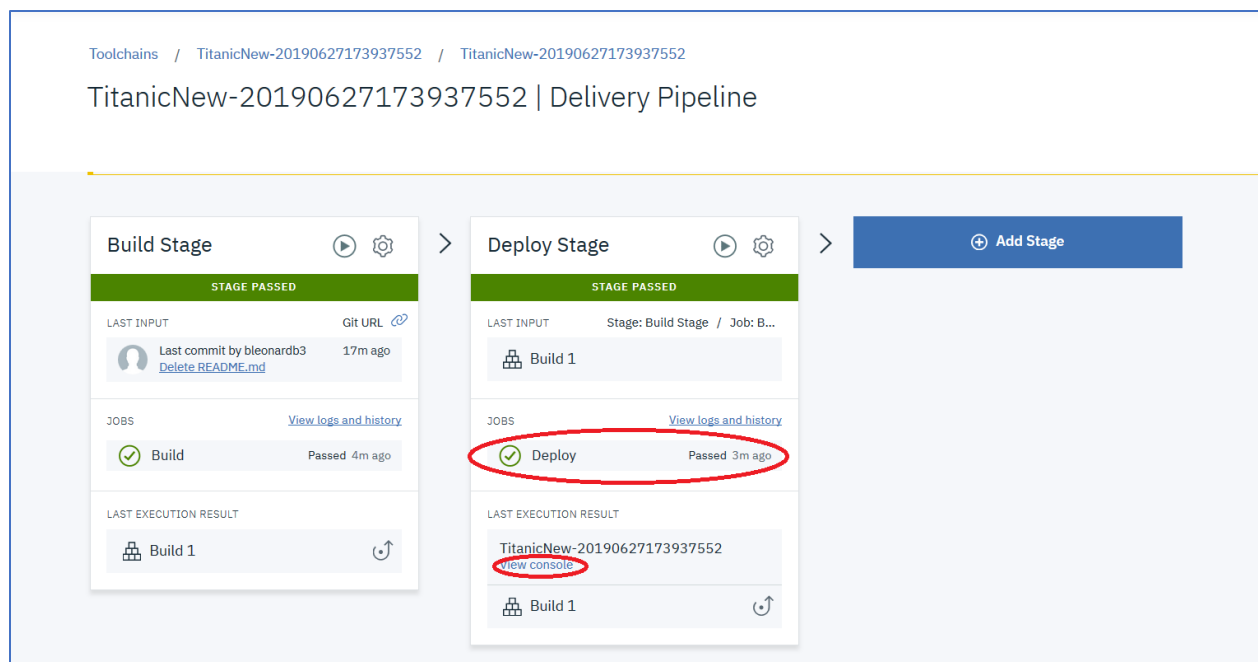 Toolchains / TitanicNew-20190627173937552 / TitanicNew-20190627173937552
TitanicNew-20190627173937552 | Delivery Pipeline
Build Stage
STAGE PASSED
LAST INPUT Git URL
Last commit by bleonardb3 17m ago
Delete README.md
JOBS View logs and history
Build Passed 4m ago
LAST EXECUTION RESULT
Build 1
Deploy Stage
STAGE PASSED
LAST INPUT Stage: Build Stage / Job: B...
Build 1
JOBS View logs and history
Deploy Passed 3m ago
LAST EXECUTION RESULT
TitanicNew-20190627173937552
View console
Build 1
Add Stage